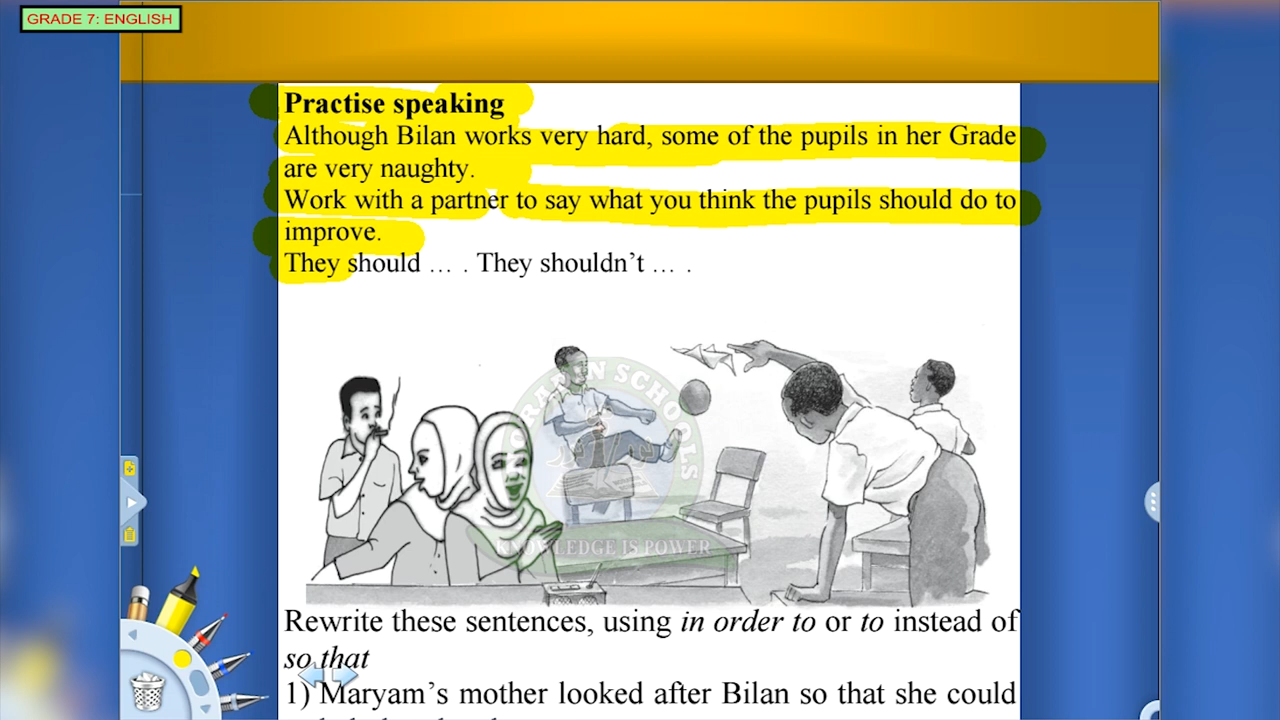 GRADE 7: ENGLISH
Practise speaking
Although Bilan works very hard, some of the pupils in her Grade
are very naughty.
Work with a partner to say what you think the pupils should do to
improve.
They should … . They shouldn’t … .
SCHOOLS
KNOWLEDGE IS POWER
Rewrite these sentences, using in order to or to instead of
so that
1) Maryam’s mother looked after Bilan so that she could